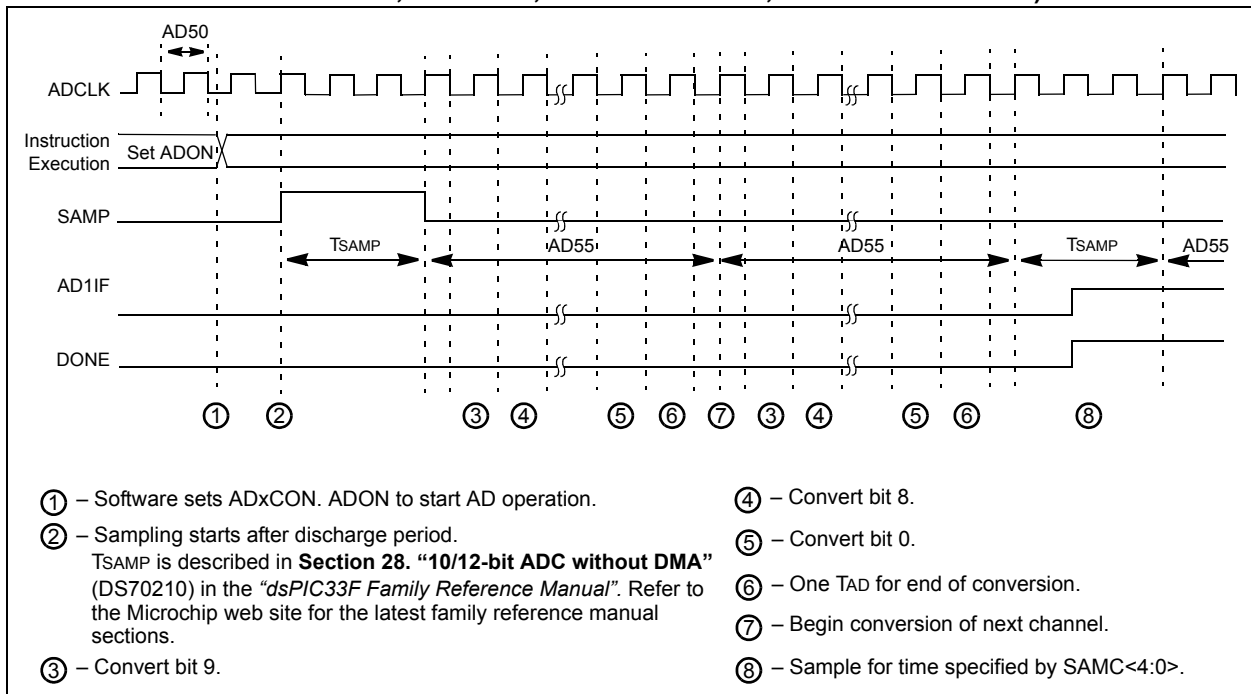 AD50
ADCLK
Instruction
Execution
Set ADON
SAMP
TSAMP
AD55
AD55
TSAMP
AD55
AD1IF
DONE
① ② ③ ④ ⑤ ⑥ ⑦ ③ ④ ⑤ ⑥ ⑧
① – Software sets ADxCON. ADON to start AD operation.
② – Sampling starts after discharge period.
TSAMP is described in Section 28. “10/12-bit ADC without DMA”
(DS70210) in the “dsPIC33F Family Reference Manual”. Refer to
the Microchip web site for the latest family reference manual
sections.
③ – Convert bit 9.
④ – Convert bit 8.
⑤ – Convert bit 0.
⑥ – One TAD for end of conversion.
⑦ – Begin conversion of next channel.
⑧ – Sample for time specified by SAMC<4:0>.